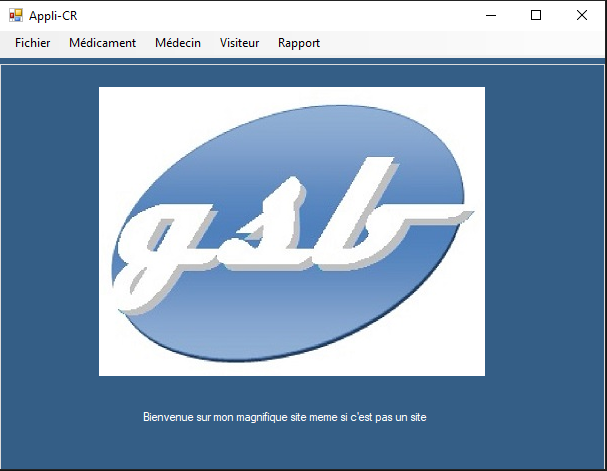 Appli-CR
Fichier Médicament Médecin Visiteur Rapport
gsb
Bienvenue sur mon magnifique site meme si c'est pas un site